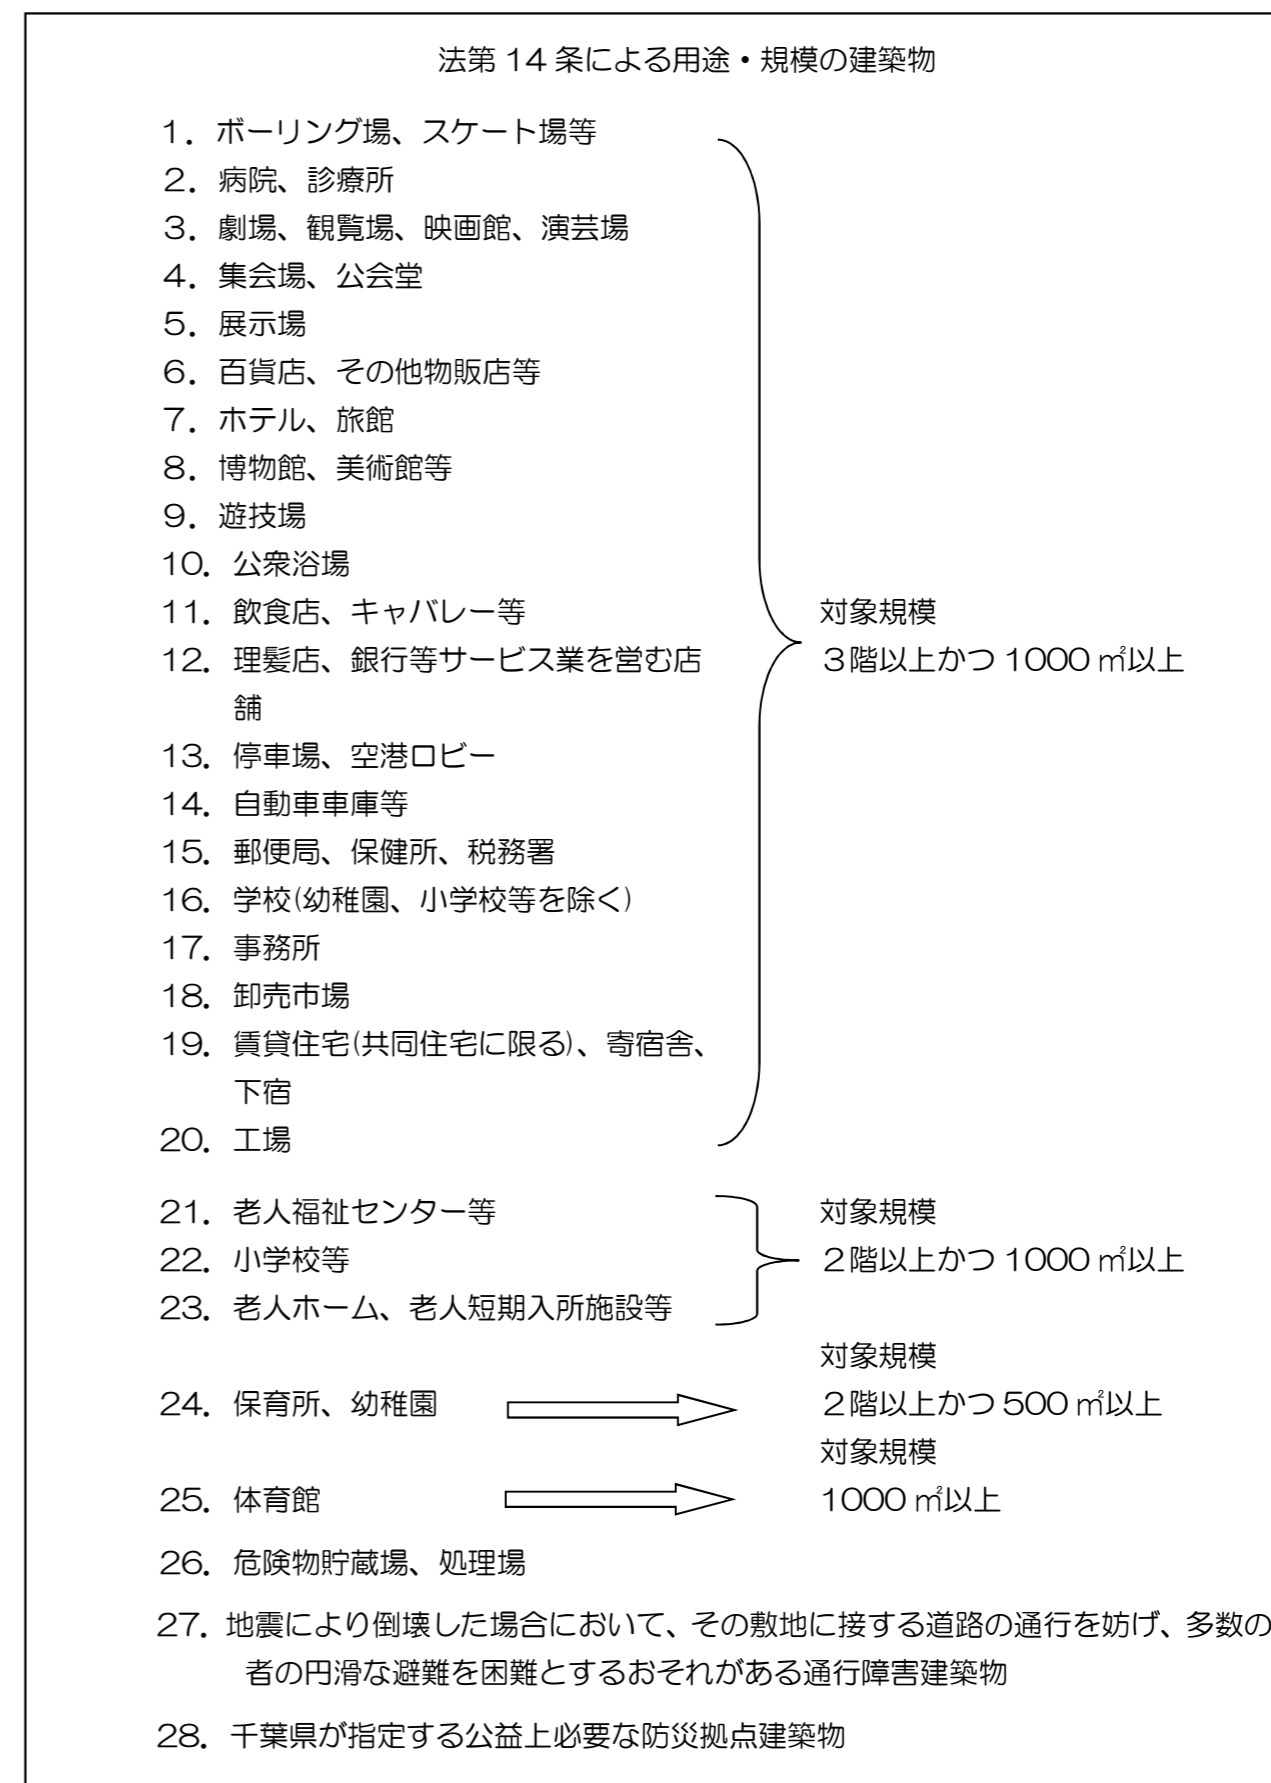 法第 14 条による用途・規模の建築物
1．ボーリング場、スケート場等
2．病院、診療所
3．劇場、観覧場、映画館、演芸場
4．集会場、公会堂
5．展示場
6．百貨店、その他物販店等
7．ホテル、旅館
8．博物館、美術館等
9．遊技場
10．公衆浴場
11．飲食店、キャバレー等
12．理髪店、銀行等サービス業を営む店
舗
13．停車場、空港ロビー
14．自動車車庫等
15．郵便局、保健所、税務署
16．学校(幼稚園、小学校等を除く)
17．事務所
18．卸売市場
19．賃貸住宅(共同住宅に限る)、寄宿舎、
下宿
20．工場
対象規模
３階以上かつ 1000 ㎡以上
21．老人福祉センター等
22．小学校等
23．老人ホーム、老人短期入所施設等
対象規模
２階以上かつ 1000 ㎡以上
24．保育所、幼稚園
対象規模
２階以上かつ 500 ㎡以上
25．体育館
対象規模
1000 ㎡以上
26．危険物貯蔵場、処理場
27．地震により倒壊した場合において、その敷地に接する道路の通行を妨げ、多数の
者の円滑な避難を困難とするおそれがある通行障害建築物
28．千葉県が指定する公益上必要な防災拠点建築物